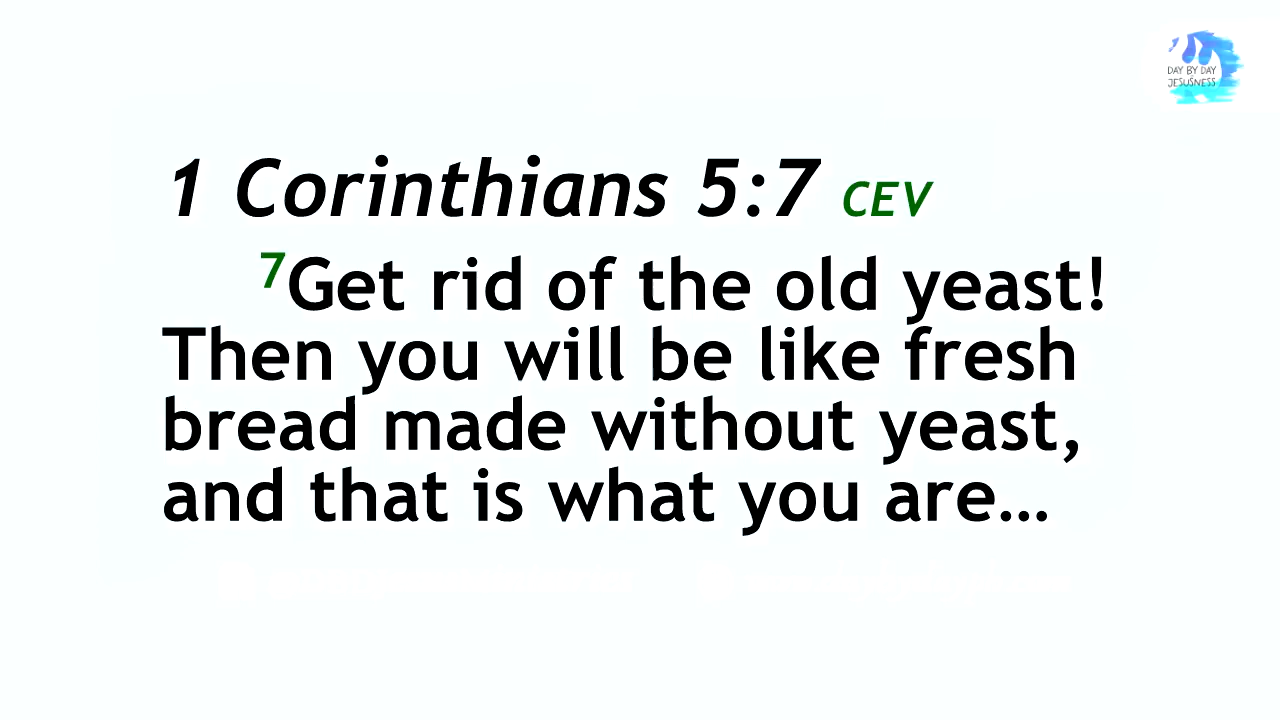 DAY BY DAY
JESUSNESS
1 Corinthians 5:7 CEV
7Get rid of the old yeast!
Then you will be like fresh
bread made without yeast,
and that is what you are…